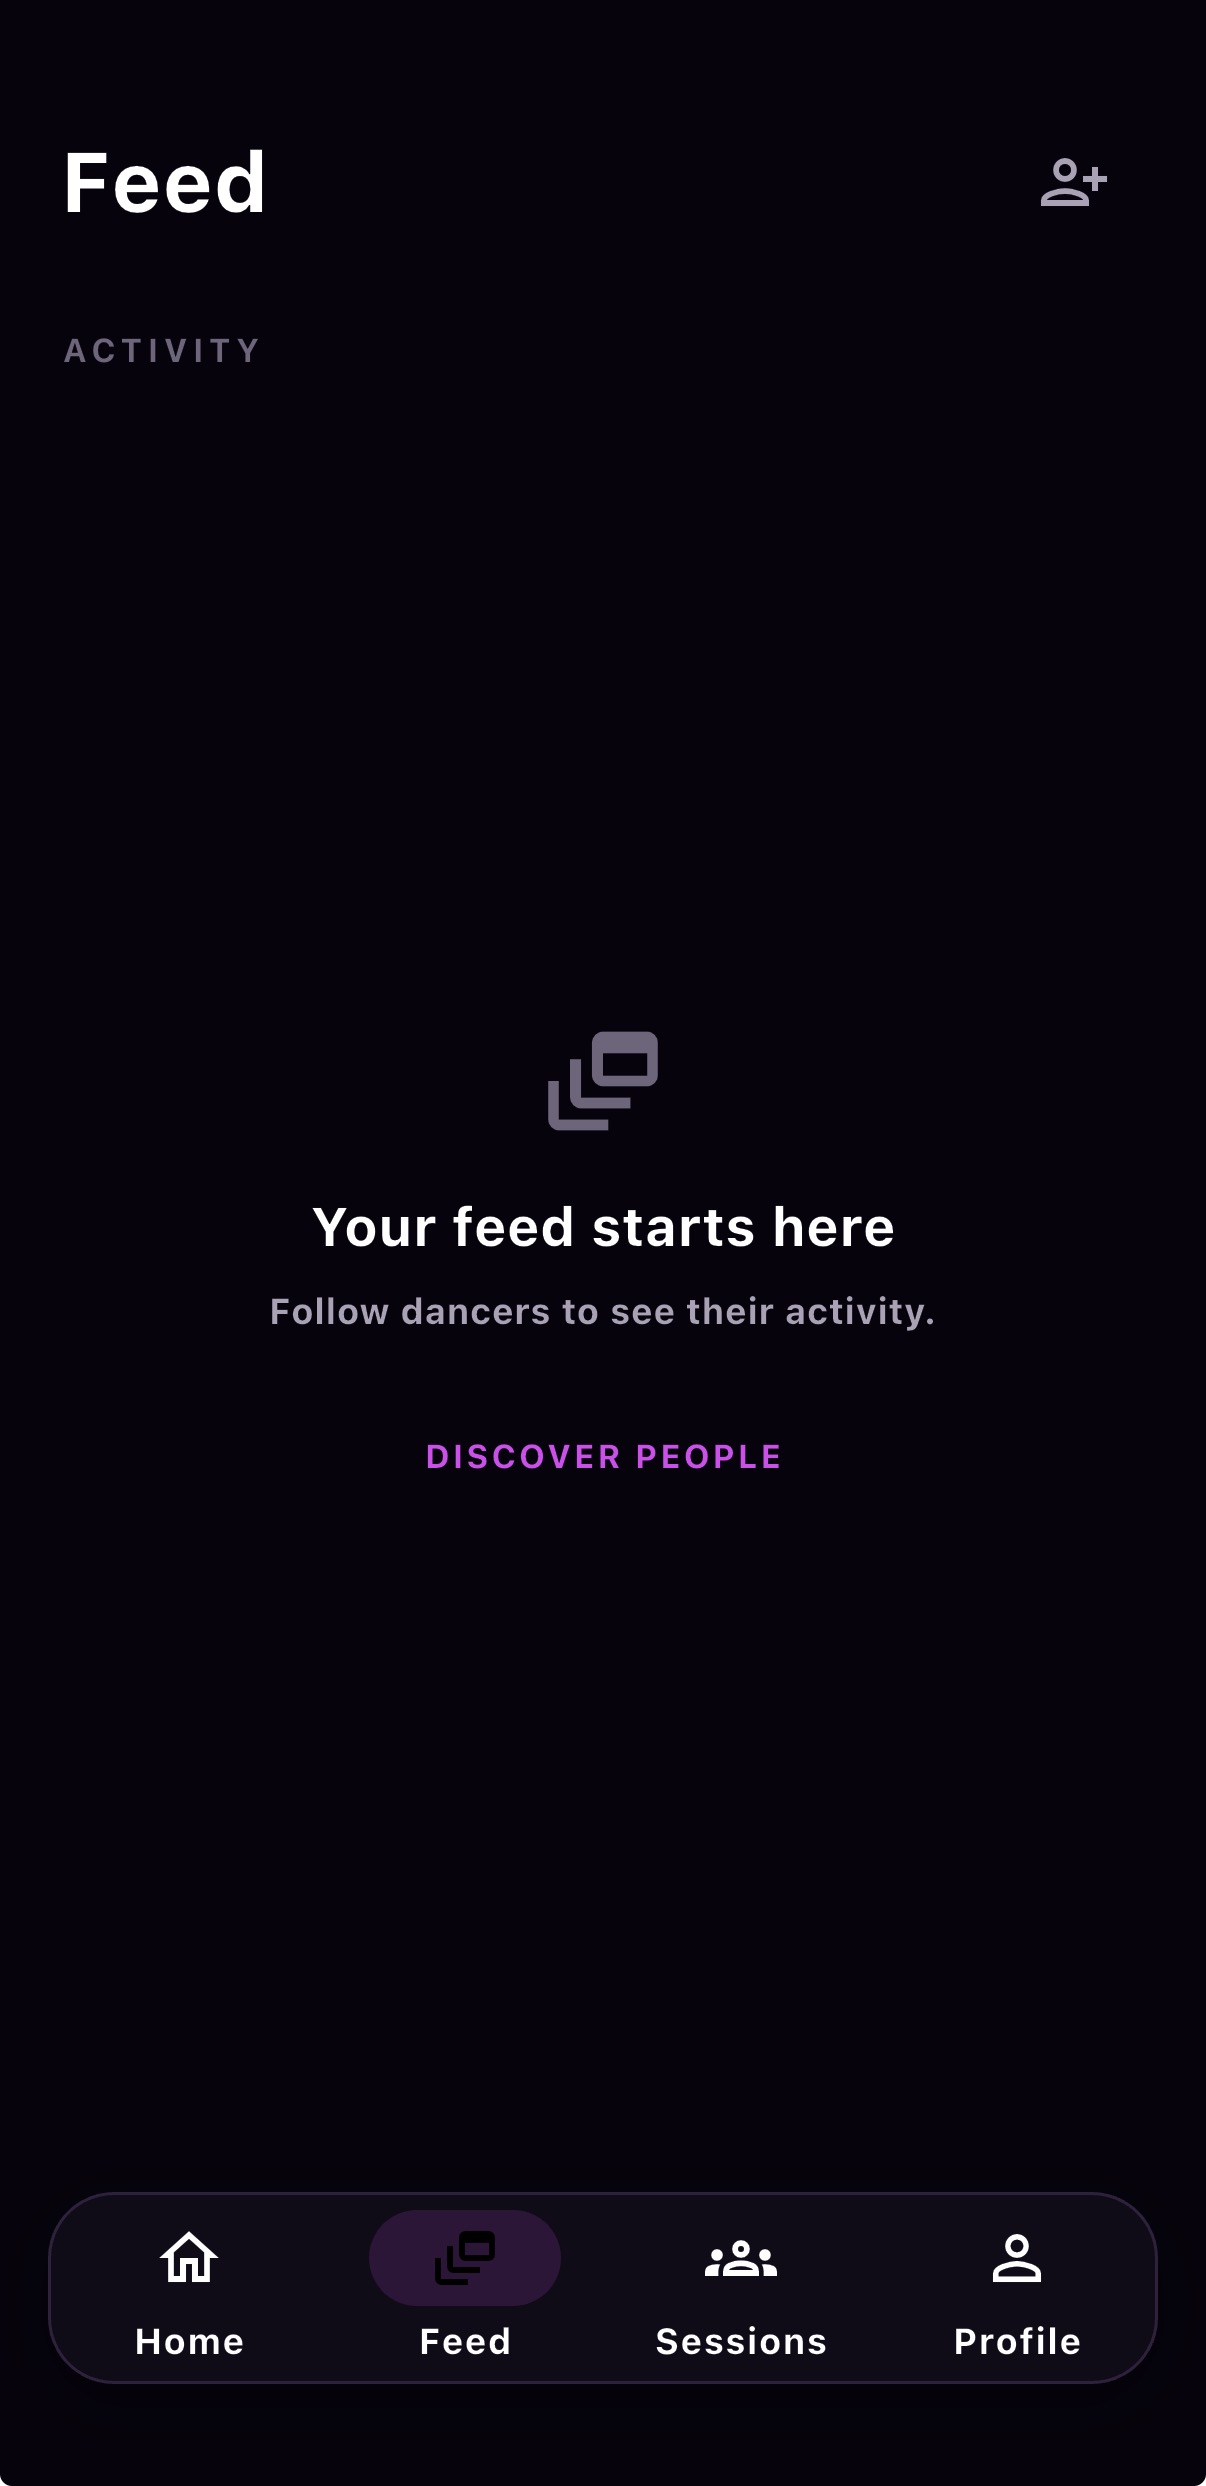 Feed
ACTIVITY
Your feed starts here
Follow dancers to see their activity.
DISCOVER PEOPLE
Home
Feed
Sessions
Profile